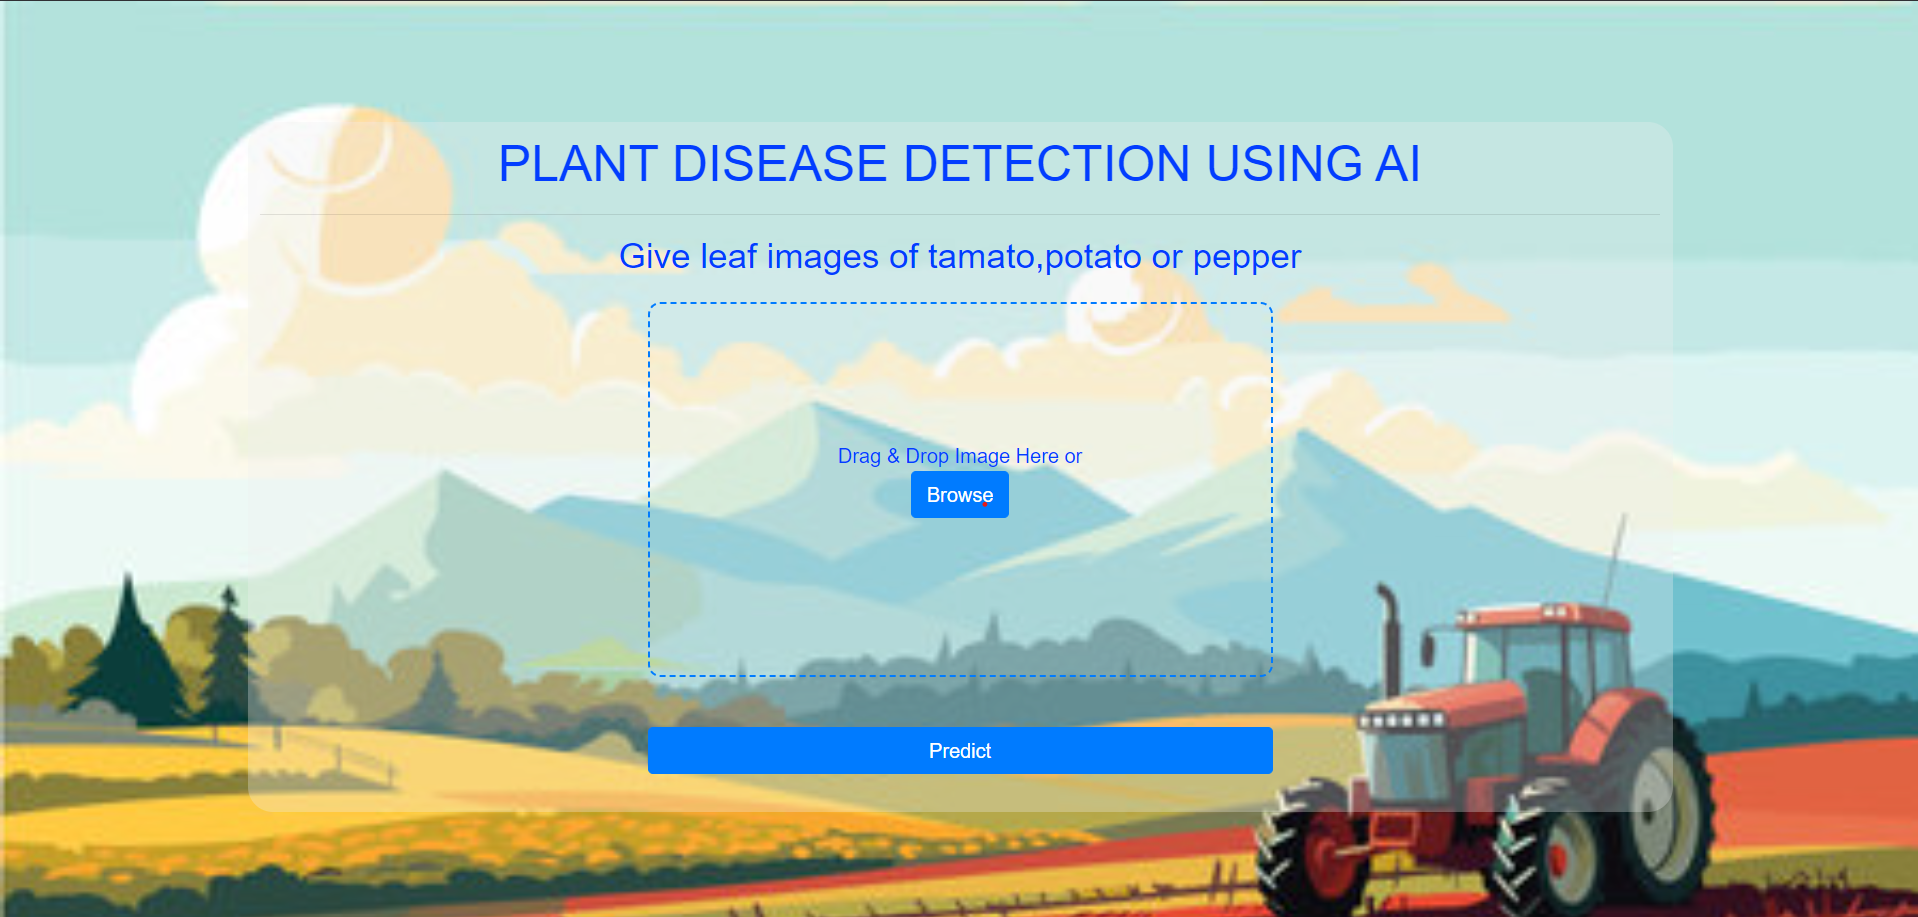 PLANT DISEASE DETECTION USING AI
Give leaf images of tamato,potato or pepper
Drag & Drop Image Here or
Browse
Predict